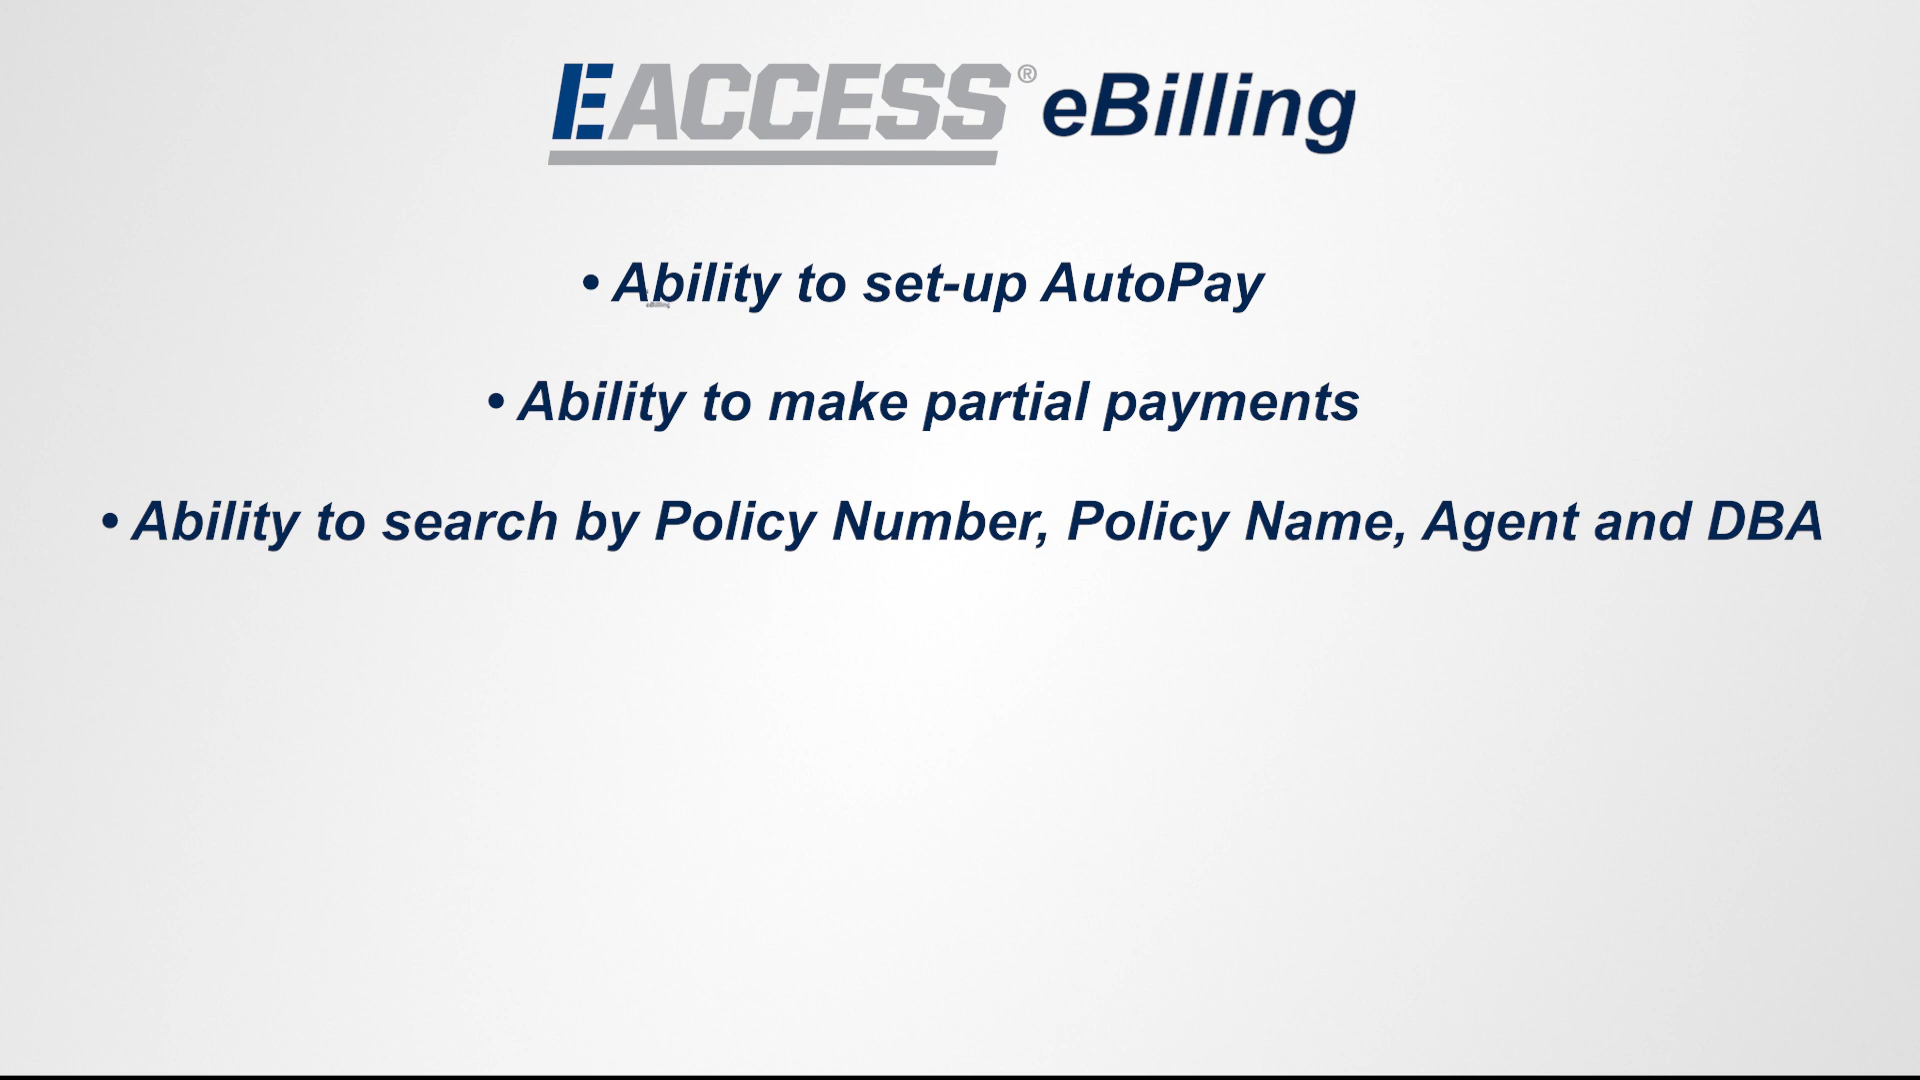 EACCESS® eBilling
• Ability to set-up AutoPay
• Ability to make partial payments
• Ability to search by Policy Number, Policy Name, Agent and DBA